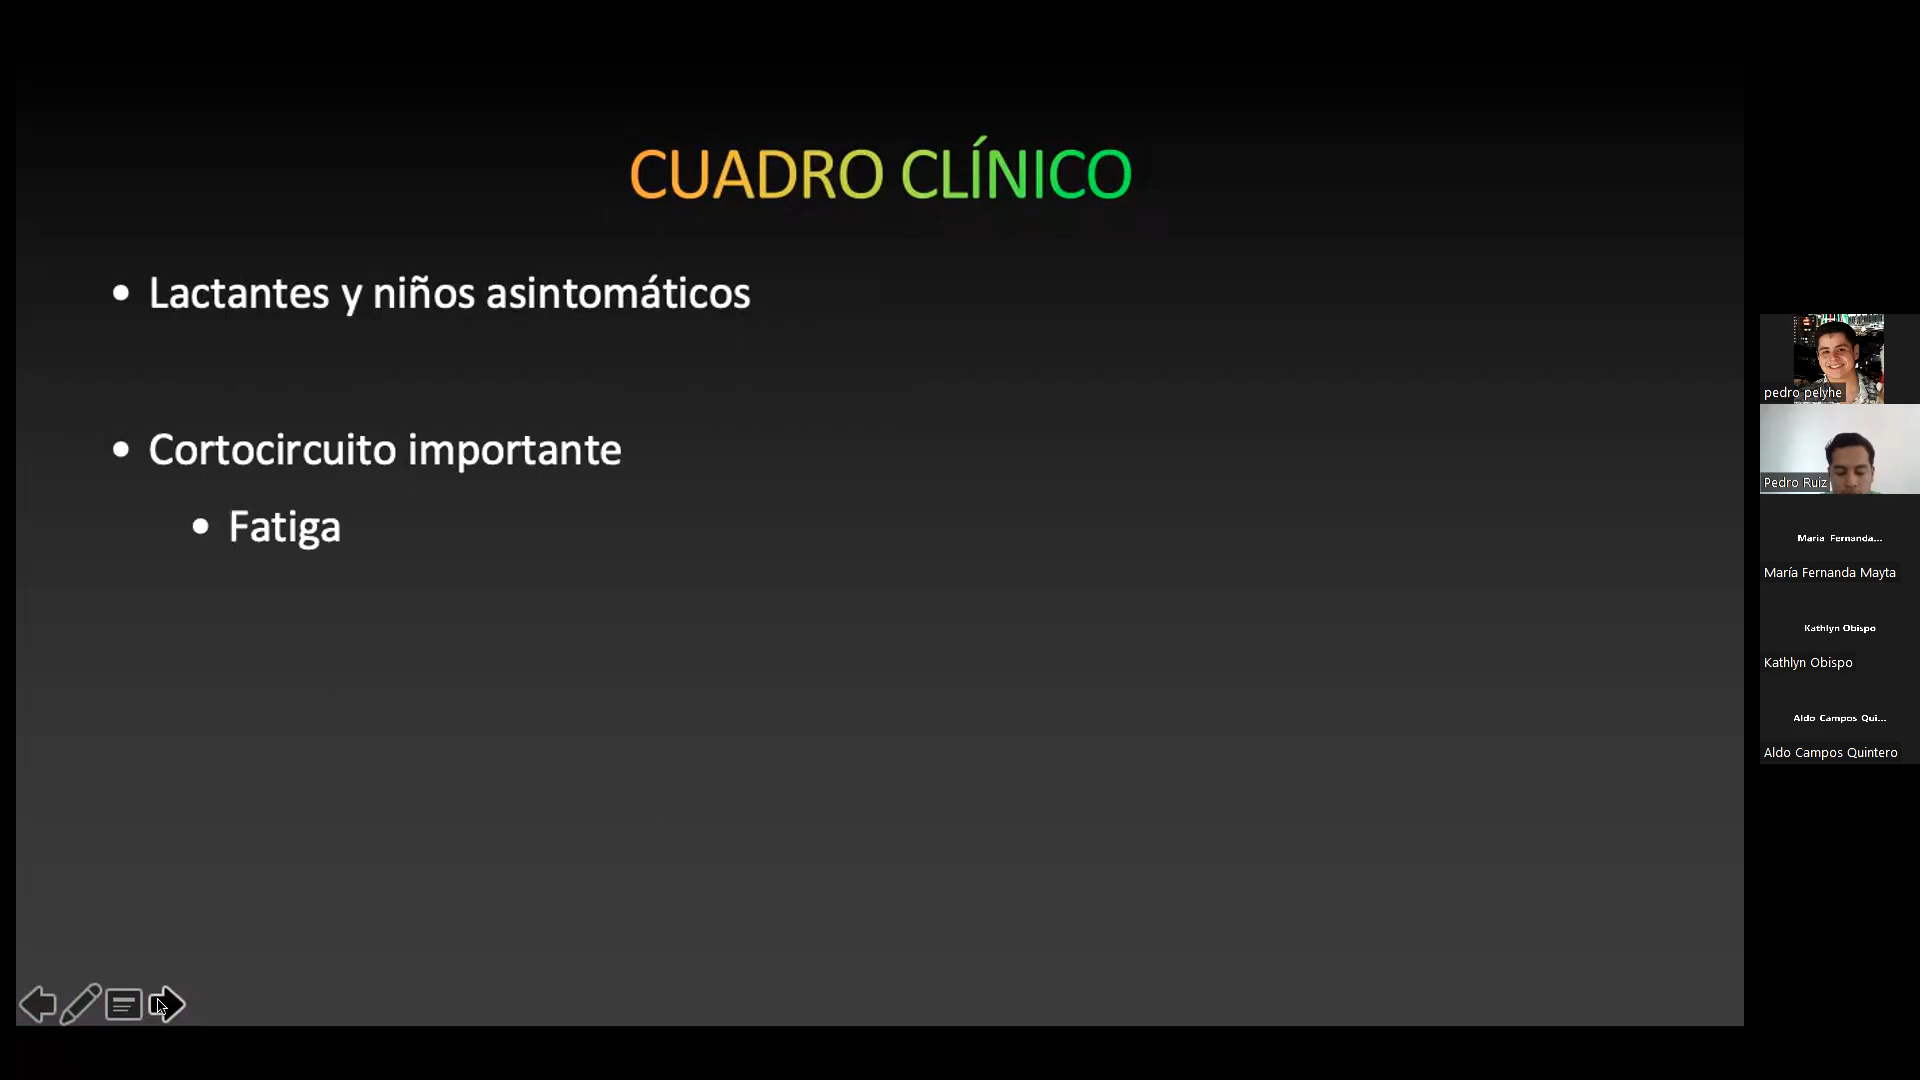 CUADRO CLÍNICO
• Lactantes y niños asintomáticos
• Cortocircuito importante
• Fatiga
pedro pelyhe
Pedro Ruiz
Maria Fernanda...
María Fernanda Mayta
Kathlyn Obispo
Kathlyn Obispo
Aldo Campos Qui...
Aldo Campos Quintero